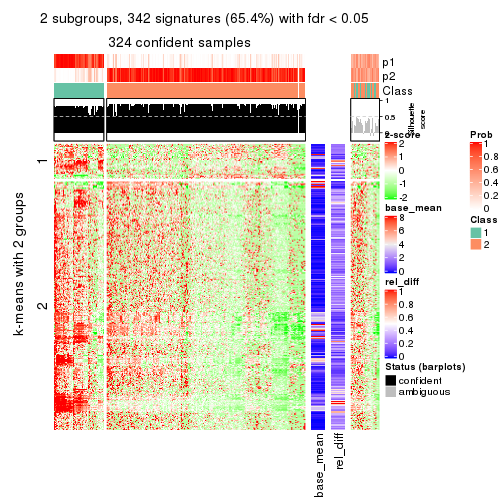 2 subgroups, 342 signatures (65.4%) with fdr < 0.05
324 confident samples
p1
p2
Class
1
0.5
0
Silhouette
score
k-means with 2 groups
1
2
z-score
2
1
0
-1
-2
base_mean
8
6
4
2
0
rel_diff
1
0.8
0.6
0.4
0.2
0
Status (barplots)
confident
ambiguous
Prob
1
0.8
0.6
0.4
0.2
0
Class
1
2
base_mean
rel_diff